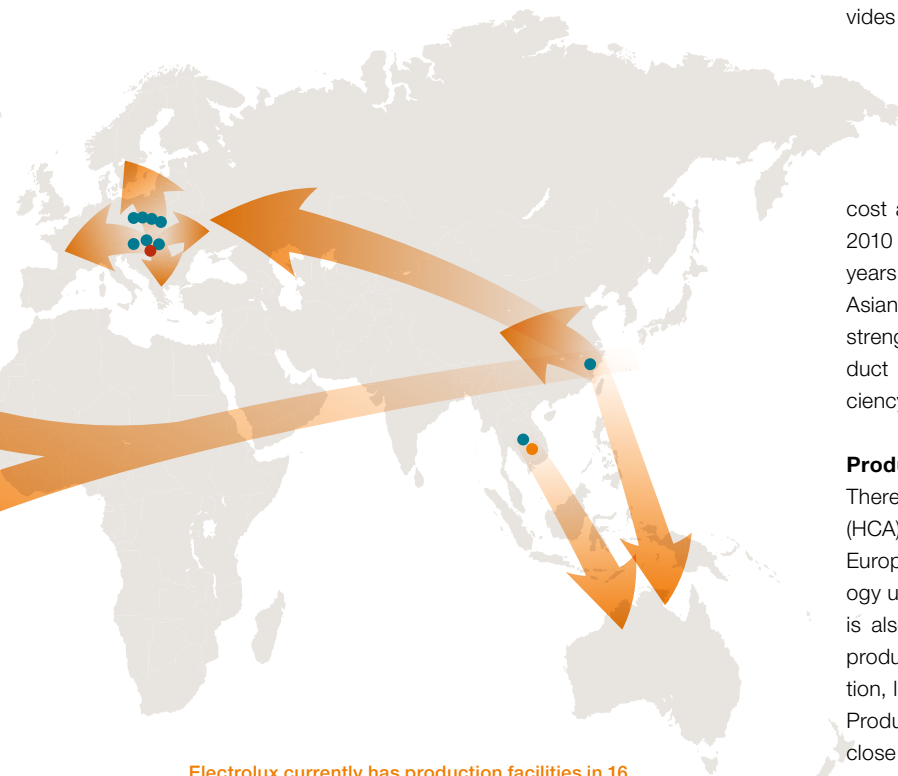 vides
cost a
2010
years
Asian
streng
duct
ciency
Produ
There
(HCA)
Europ
ogy u
is als
produ
tion, l
Produ
close
Electrolux currently has production facilities in 16